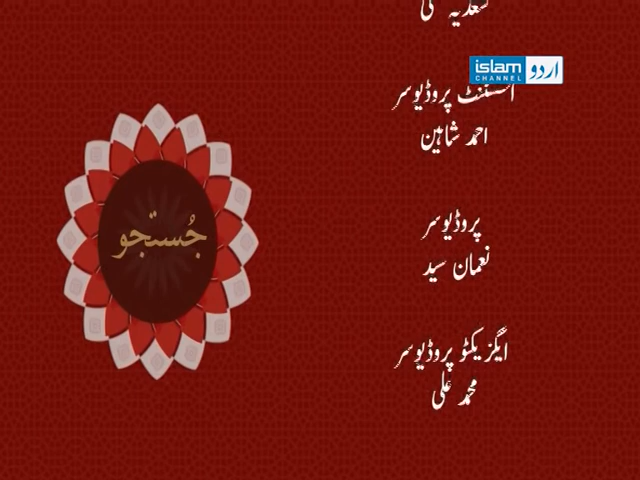 islam
CHANNEL
اردو
اسسٹنٹ پروڈیوسر
احمد شاہین
جُستجو
پروڈیوسر
نعمان سید
ایگزیکٹو پروڈیوسر
محمد علی